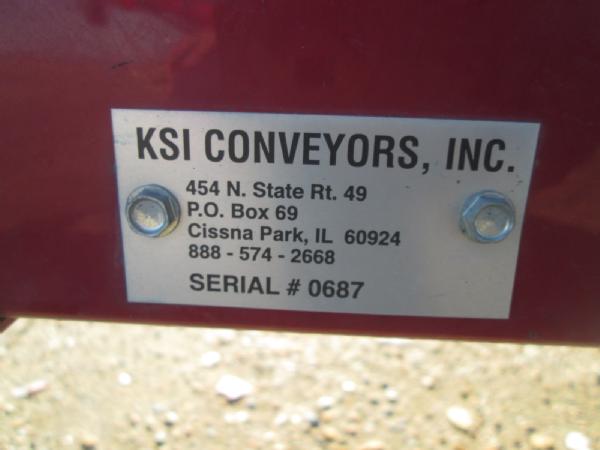 KSI CONVEYORS, INC.
454 N. State Rt. 49
P.O. Box 69
Cissna Park, IL 60924
888 - 574 - 2668
SERIAL # 0687